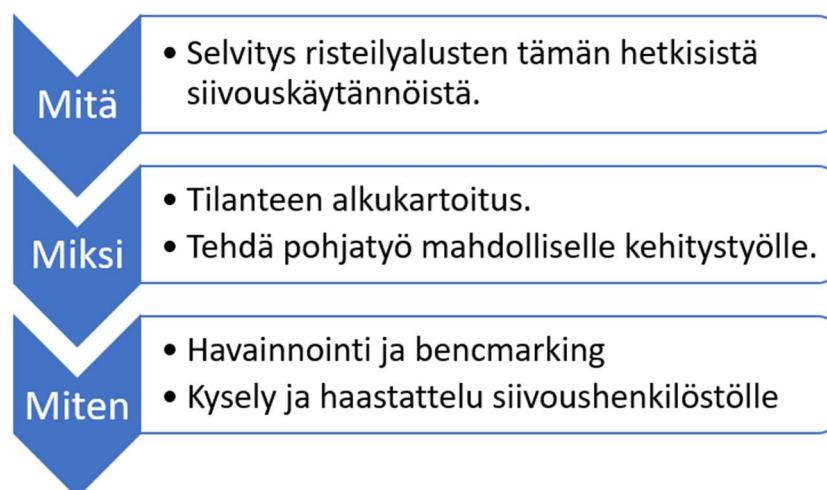 Mitä
• Selvitys risteilyalusten tämän hetkisistä
siivouskäytännöistä.
Miksi
• Tilanteen alkukartoitus.
• Tehdä pohjatyö mahdolliselle kehitystyölle.
Miten
• Havainnointi ja bencmarking
• Kysely ja haastattelu siivoushenkilöstölle